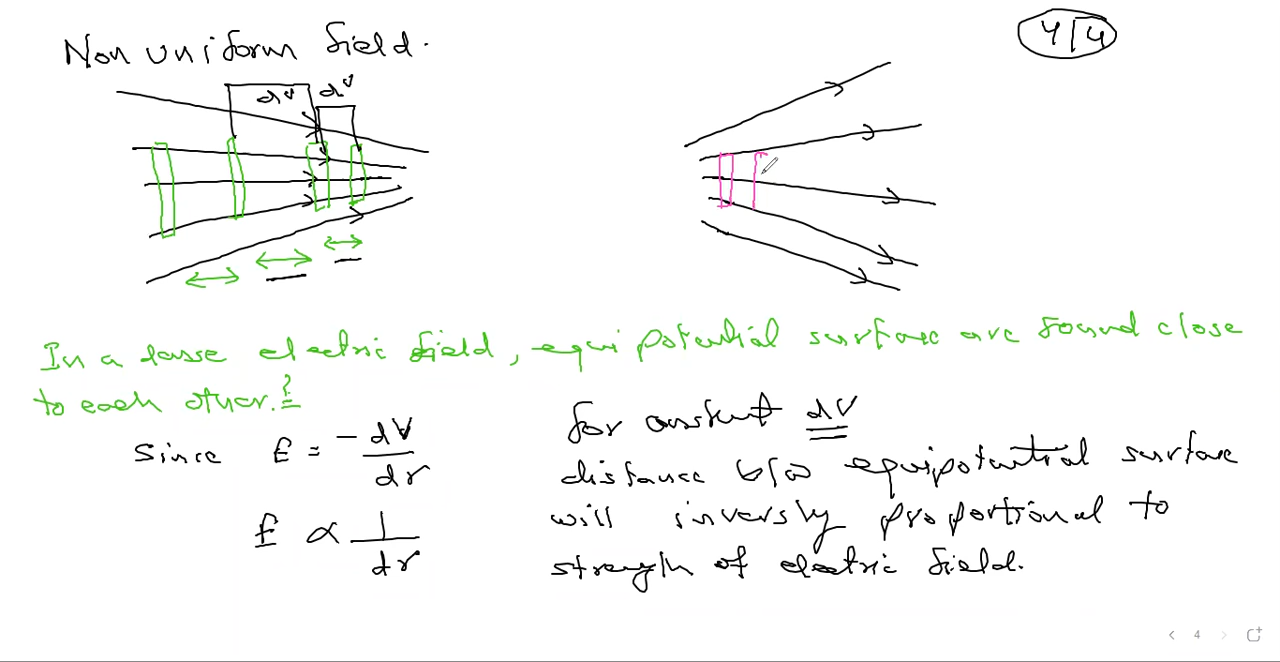 Non uniform field.
4/4
dV dV
In a dense electric field, equipotential surface are found close
to each other.?
Since E = -dV/dr
E ∝ 1/dr
for constant dV
distance b/w equipotential surface
will inversly proportional to
strength of electric field.
4